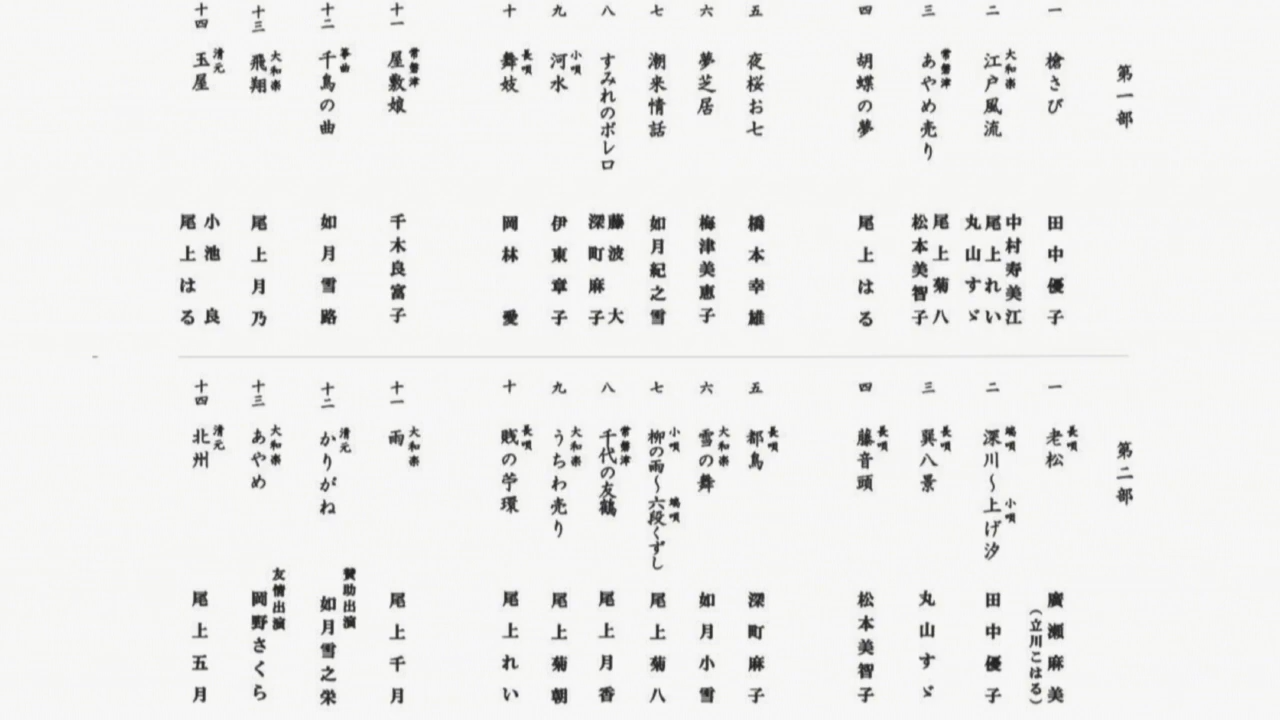 第一部
一 槍さび 田中優子
二 大和楽 江戸風流 中村寿美江 尾上れい 丸山すゞ
三 常磐津 あやめ売り 尾上菊八 松本美智子
四 胡蝶の夢 尾上はる
五 夜桜お七 橋本幸雄
六 夢芝居 梅津美恵子
七 潮来情話 如月紀之雪
八 すみれのボレロ 藤波大 深町麻子
九 小唄 河水 伊東章子
十 長唄 舞妓 岡林愛
十一 常磐津 屋敷娘 千木良富子
十二 箏曲 千鳥の曲 如月雪路
十三 大和楽 飛翔 尾上月乃
十四 清元 玉屋 小池良 尾上はる
第二部
一 長唄 老松 廣瀬麻美 (立川こはる)
二 端唄 深川〜上げ汐 小唄 田中優子
三 長唄 巽八景 丸山すゞ
四 長唄 藤音頭 松本美智子
五 長唄 都鳥 深町麻子
六 大和楽 雪の舞 如月小雪
七 小唄 柳の雨〜六段くずし 端唄 尾上菊八
八 常磐津 千代の友鶴 尾上月香
九 大和楽 うちわ売り 尾上菊朝
十 長唄 賎の苧環 尾上れい
十一 大和楽 雨 尾上千月
十二 清元 かりがね 賛助出演 如月雪之栄
十三 大和楽 あやめ 友情出演 岡野さくら
十四 清元 北州 尾上五月